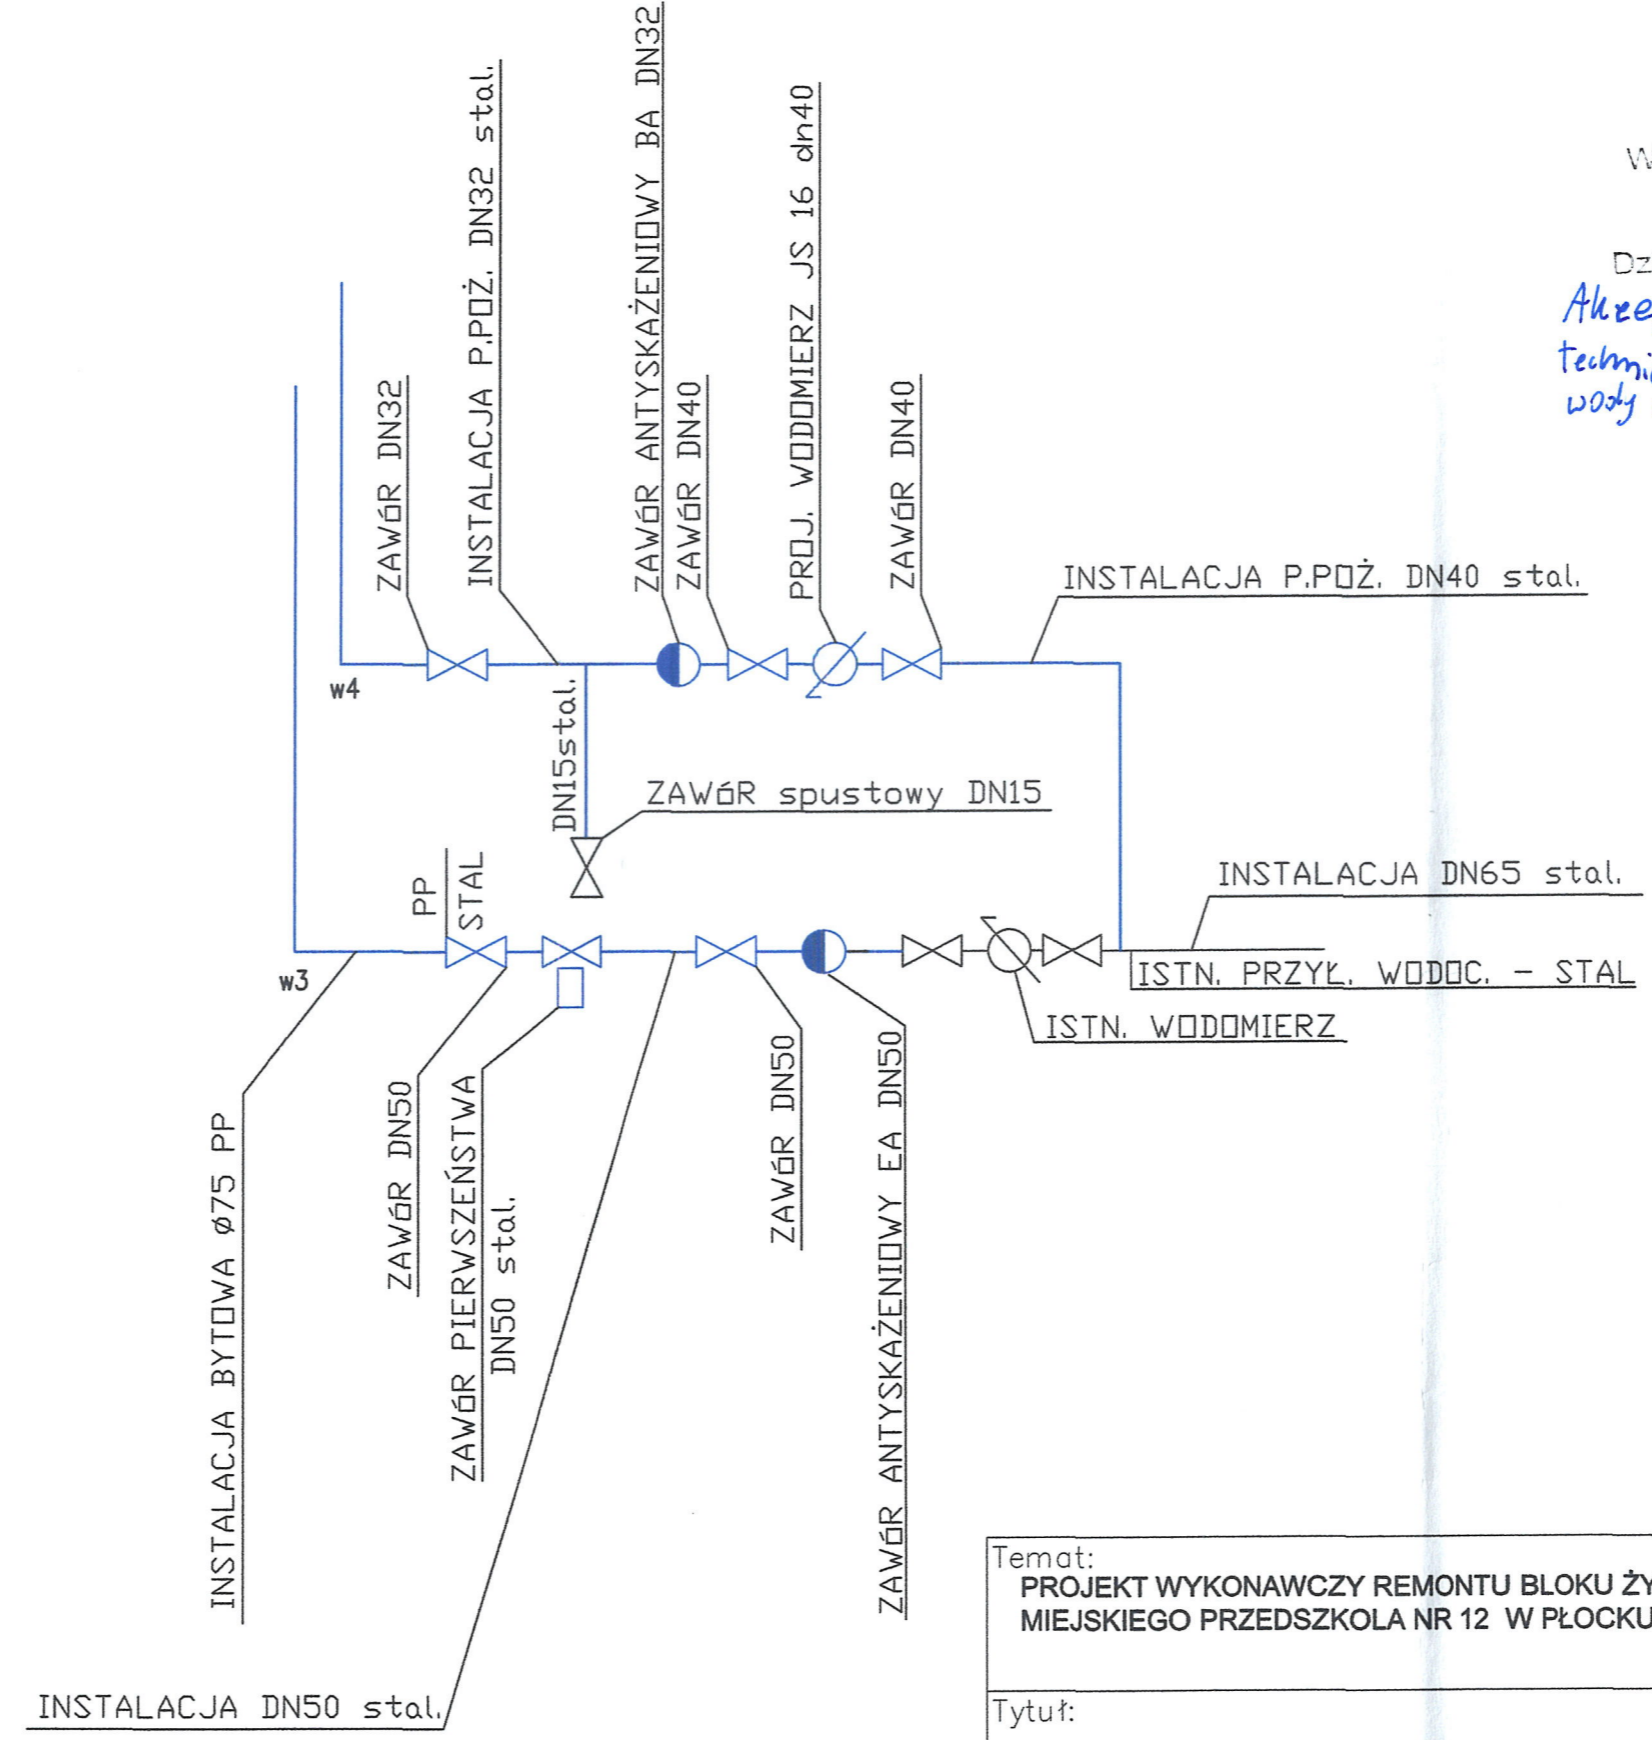 ZAWÓR DN32
INSTALACJA P.POŻ. DN32 stal.
ZAWÓR ANTYSKAŻENIOWY BA DN32
ZAWÓR DN40
PROJ. WODOMIERZ JS 16 dn40
ZAWÓR DN40
INSTALACJA P.POŻ. DN40 stal.
w4
DN15stal.
ZAWÓR spustowy DN15
PP
STAL
INSTALACJA DN65 stal.
ISTN. PRZYŁ. WODOC. - STAL
ISTN. WODOMIERZ
w3
INSTALACJA BYTOWA ø75 PP
ZAWÓR DN50
ZAWÓR PIERWSZEŃSTWA
DN50 stal.
ZAWÓR DN50
ZAWÓR ANTYSKAŻENIOWY EA DN50
INSTALACJA DN50 stal.
W
Dz
wody
Temat:
PROJEKT WYKONAWCZY REMONTU BLOKU ŻY
MIEJSKIEGO PRZEDSZKOLA NR 12 W PŁOCKU
Tytuł: